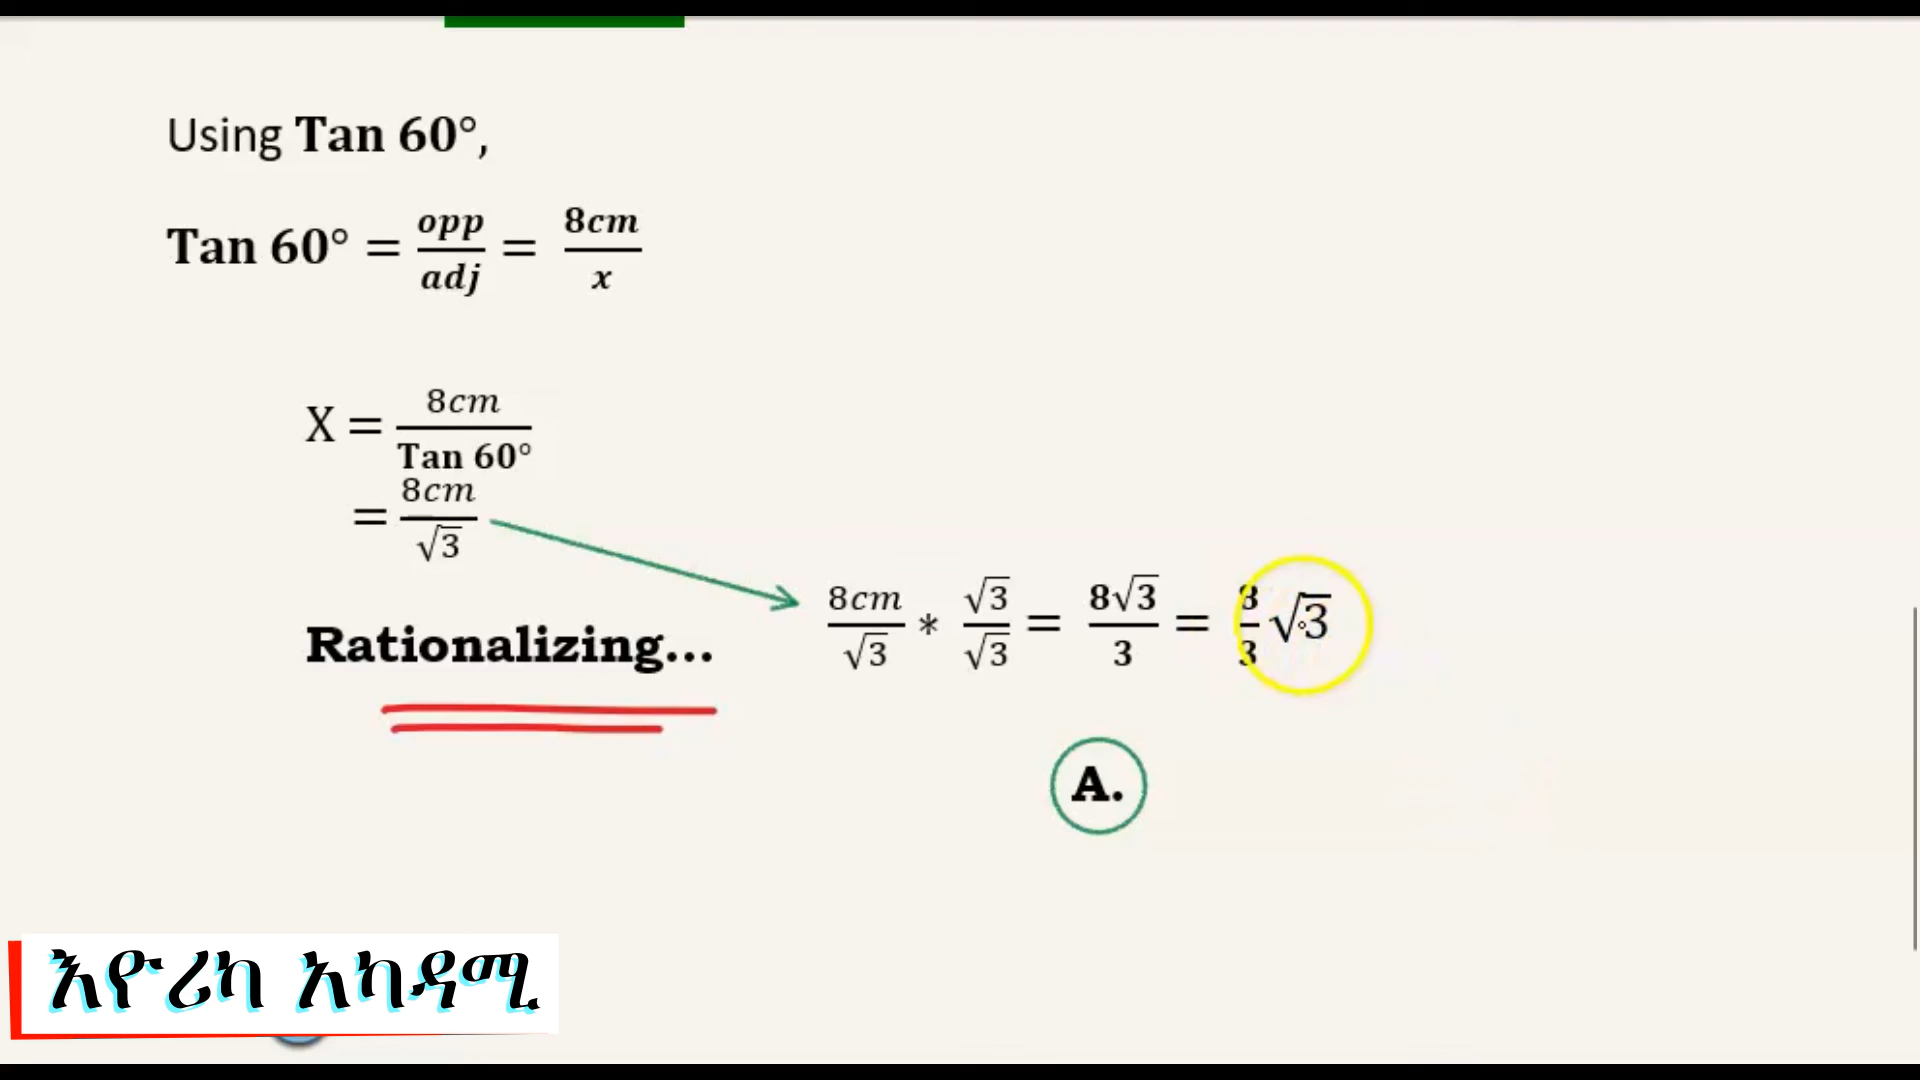 Using Tan 60°,
Tan 60° = opp/adj = 8cm/x
X = 8cm/Tan 60°
= 8cm/√3
8cm/√3 * √3/√3 = 8√3/3 = 8/3 √3
Rationalizing...
A.
እዮሪካ አካዳሚ